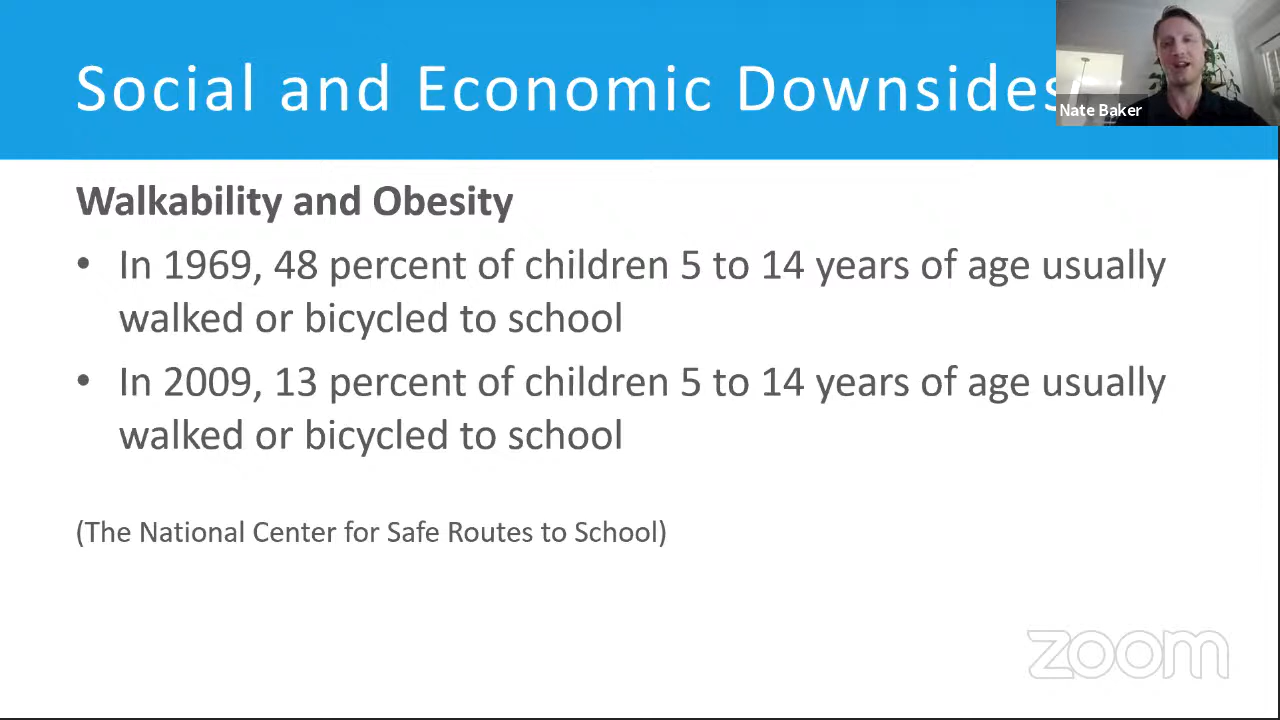 Social and Economic Downsides
Nate Baker
Walkability and Obesity
• In 1969, 48 percent of children 5 to 14 years of age usually
walked or bicycled to school
• In 2009, 13 percent of children 5 to 14 years of age usually
walked or bicycled to school
(The National Center for Safe Routes to School)
zoom